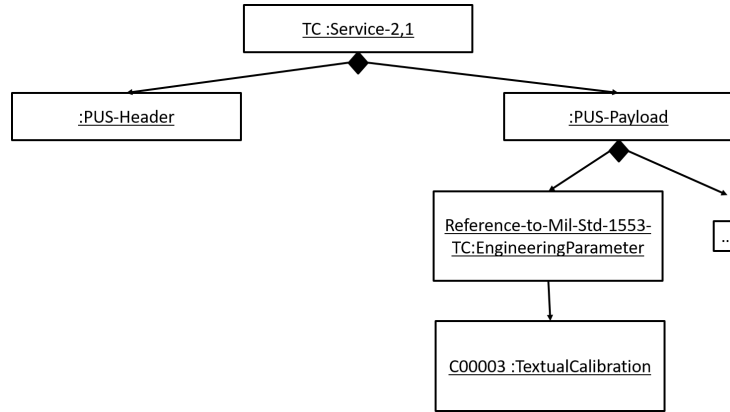 TC :Service-2,1
:PUS-Header
:PUS-Payload
Reference-to-Mil-Std-1553-
TC:EngineeringParameter
..
C00003 :TextualCalibration